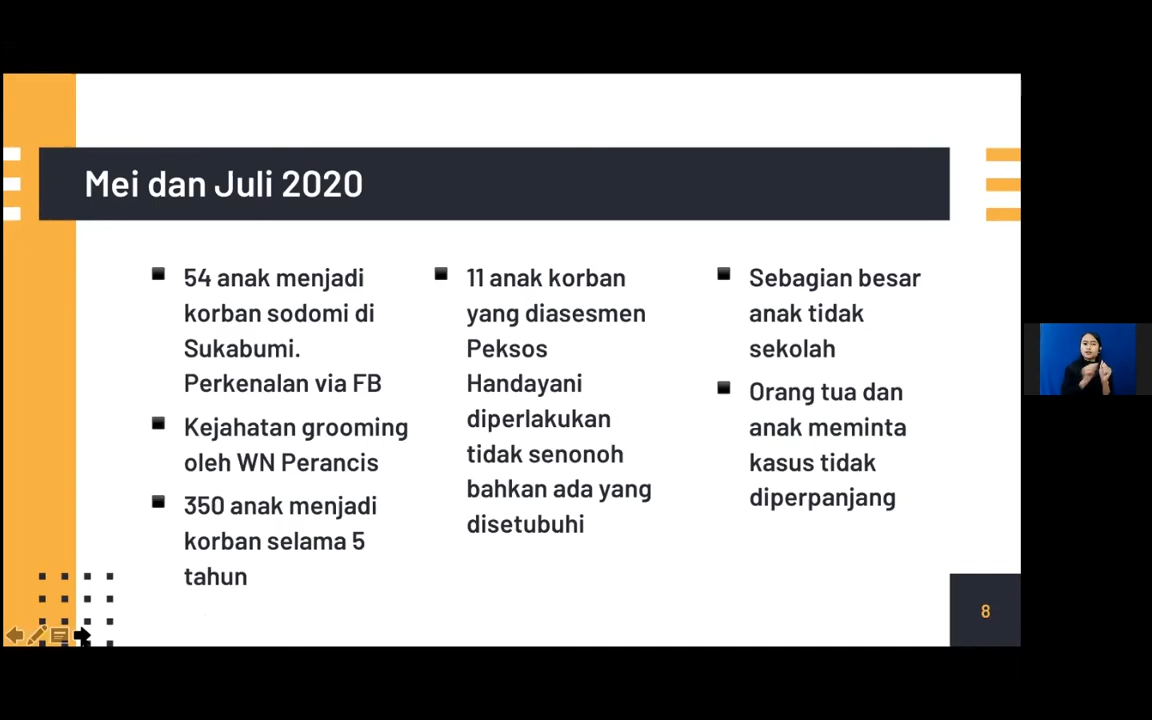 Mei dan Juli 2020
54 anak menjadi
korban sodomi di
Sukabumi.
Perkenalan via FB
Kejahatan grooming
oleh WN Perancis
350 anak menjadi
korban selama 5
tahun
11 anak korban
yang diasesmen
Peksos
Handayani
diperlakukan
tidak senonoh
bahkan ada yang
disetubuhi
Sebagian besar
anak tidak
sekolah
Orang tua dan
anak meminta
kasus tidak
diperpanjang
8